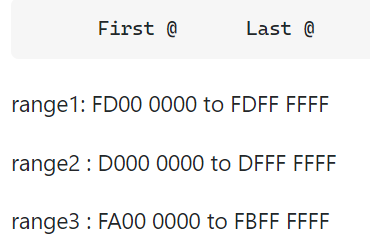 First @ Last @
range1: FD00 0000 to FDFF FFFF
range2 : D000 0000 to DFFF FFFF
range3 : FA00 0000 to FBFF FFFF